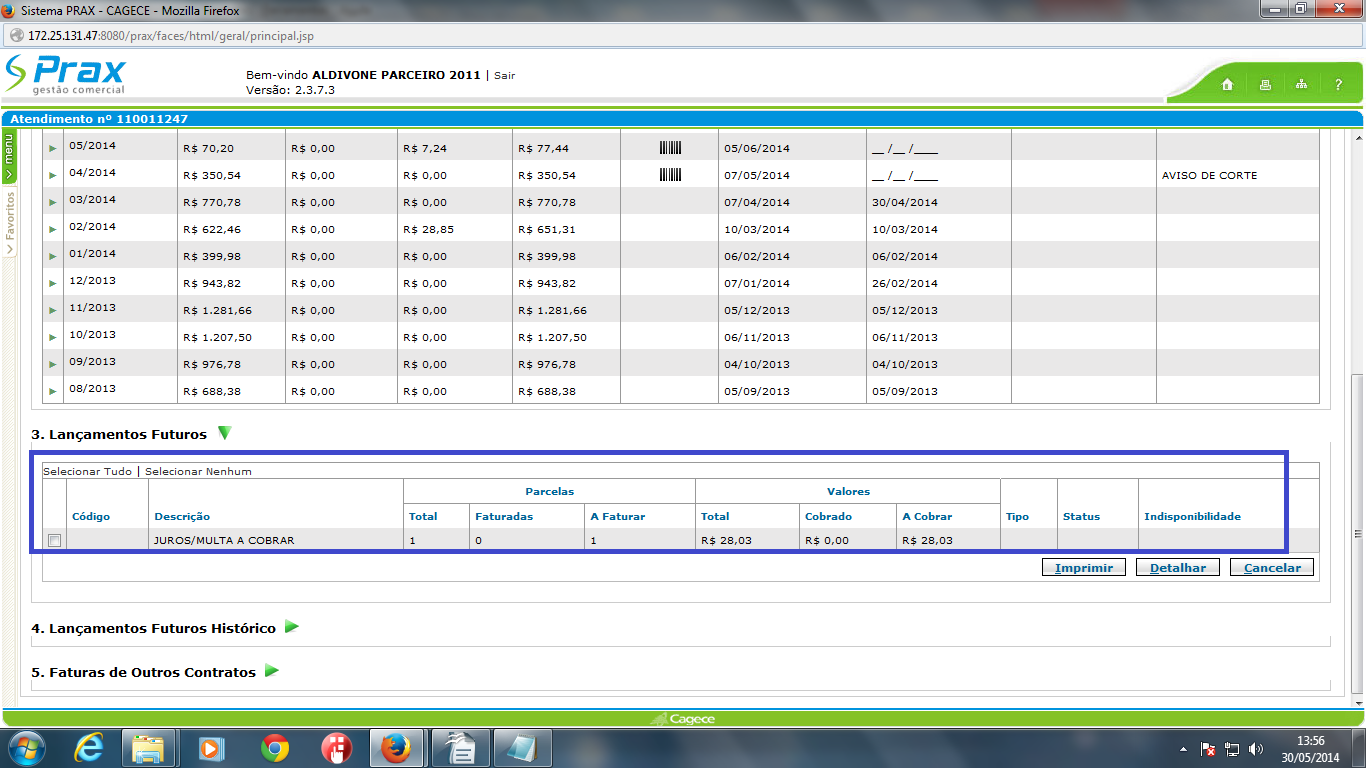 Sistema PRAX - CAGECE - Mozilla Firefox
172.25.131.47:8080/prax/faces/html/geral/principal.jsp
Prax
gestão comercial
Bem-vindo ALDIVONE PARCEIRO 2011 | Sair
Versão: 2.3.7.3
?
Atendimento nº 110011247
menu
Favoritos
05/2014 R$ 70,20 R$ 0,00 R$ 7,24 R$ 77,44 05/06/2014 __ /__ /____
04/2014 R$ 350,54 R$ 0,00 R$ 0,00 R$ 350,54 07/05/2014 __ /__ /____ AVISO DE CORTE
03/2014 R$ 770,78 R$ 0,00 R$ 0,00 R$ 770,78 07/04/2014 30/04/2014
02/2014 R$ 622,46 R$ 0,00 R$ 28,85 R$ 651,31 10/03/2014 10/03/2014
01/2014 R$ 399,98 R$ 0,00 R$ 0,00 R$ 399,98 06/02/2014 06/02/2014
12/2013 R$ 943,82 R$ 0,00 R$ 0,00 R$ 943,82 07/01/2014 26/02/2014
11/2013 R$ 1.281,66 R$ 0,00 R$ 0,00 R$ 1.281,66 05/12/2013 05/12/2013
10/2013 R$ 1.207,50 R$ 0,00 R$ 0,00 R$ 1.207,50 06/11/2013 06/11/2013
09/2013 R$ 976,78 R$ 0,00 R$ 0,00 R$ 976,78 04/10/2013 04/10/2013
08/2013 R$ 688,38 R$ 0,00 R$ 0,00 R$ 688,38 05/09/2013 05/09/2013
3. Lançamentos Futuros
Selecionar Tudo | Selecionar Nenhum
Parcelas Valores
Código Descrição Total Faturadas A Faturar Total Cobrado A Cobrar Tipo Status Indisponibilidade
JUROS/MULTA A COBRAR 1 0 1 R$ 28,03 R$ 0,00 R$ 28,03
Imprimir Detalhar Cancelar
4. Lançamentos Futuros Histórico
5. Faturas de Outros Contratos
Cagece
13:56
30/05/2014